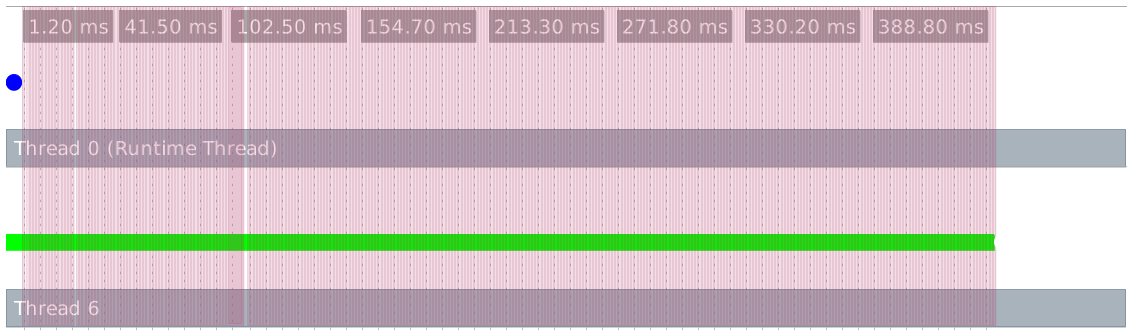 1.20 ms 41.50 ms 102.50 ms 154.70 ms 213.30 ms 271.80 ms 330.20 ms 388.80 ms
Thread 0 (Runtime Thread)
Thread 6